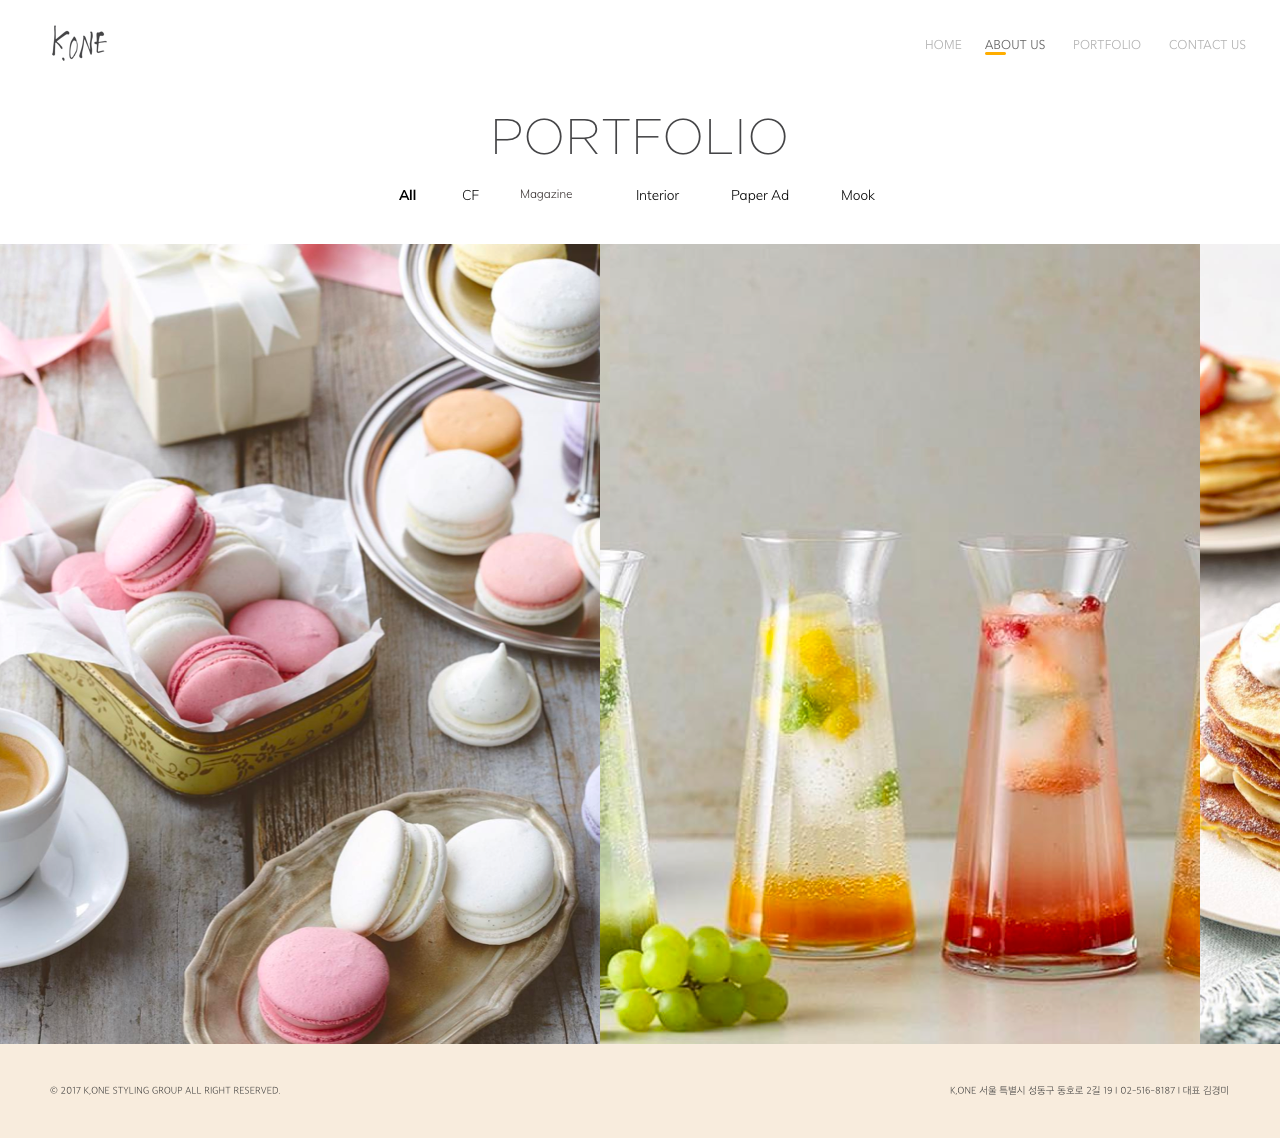 K.ONE
HOME ABOUT US PORTFOLIO CONTACT US
PORTFOLIO
All CF Magazine Interior Paper Ad Mook
© 2017 K,ONE STYLING GROUP ALL RIGHT RESERVED.
K,ONE 서울 특별시 성동구 동호로 2길 19 I 02-516-8187 I 대표 김경미